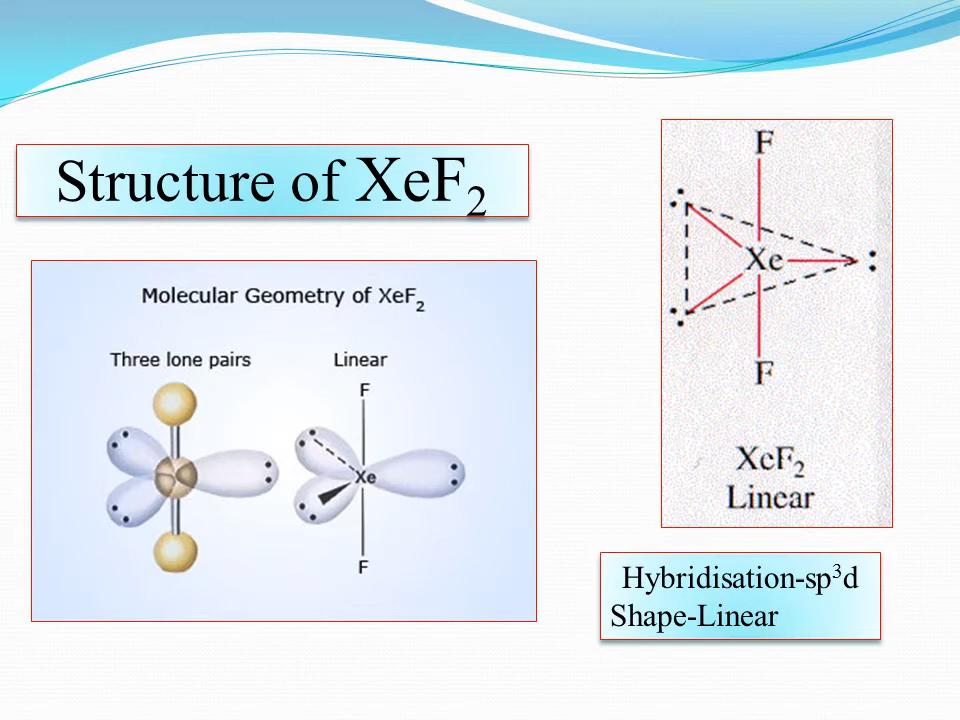 Structure of XeF₂
Molecular Geometry of XeF₂
Three lone pairs Linear
F
Xe
F
F
Xe
F
XeF₂
Linear
Hybridisation-sp³d
Shape-Linear